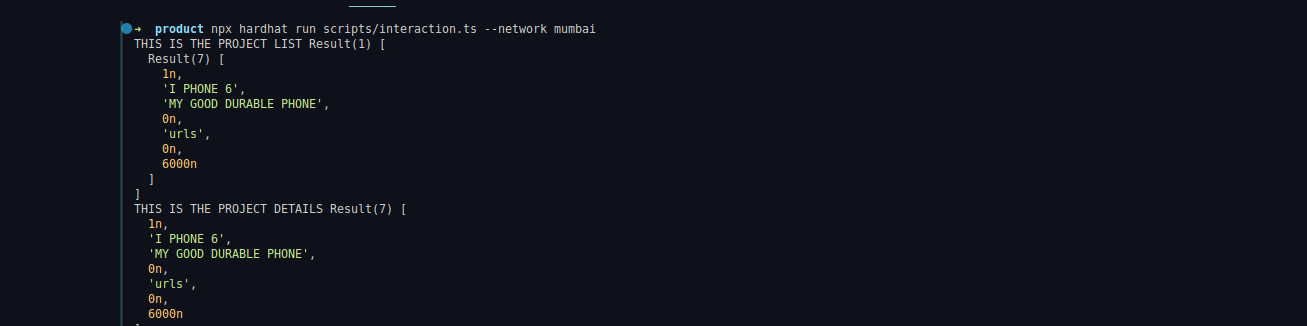 ➜ product npx hardhat run scripts/interaction.ts --network mumbai
THIS IS THE PROJECT LIST Result(1) [
  Result(7) [
    1n,
    'I PHONE 6',
    'MY GOOD DURABLE PHONE',
    0n,
    'urls',
    0n,
    6000n
  ]
]
THIS IS THE PROJECT DETAILS Result(7) [
  1n,
  'I PHONE 6',
  'MY GOOD DURABLE PHONE',
  0n,
  'urls',
  0n,
  6000n
]